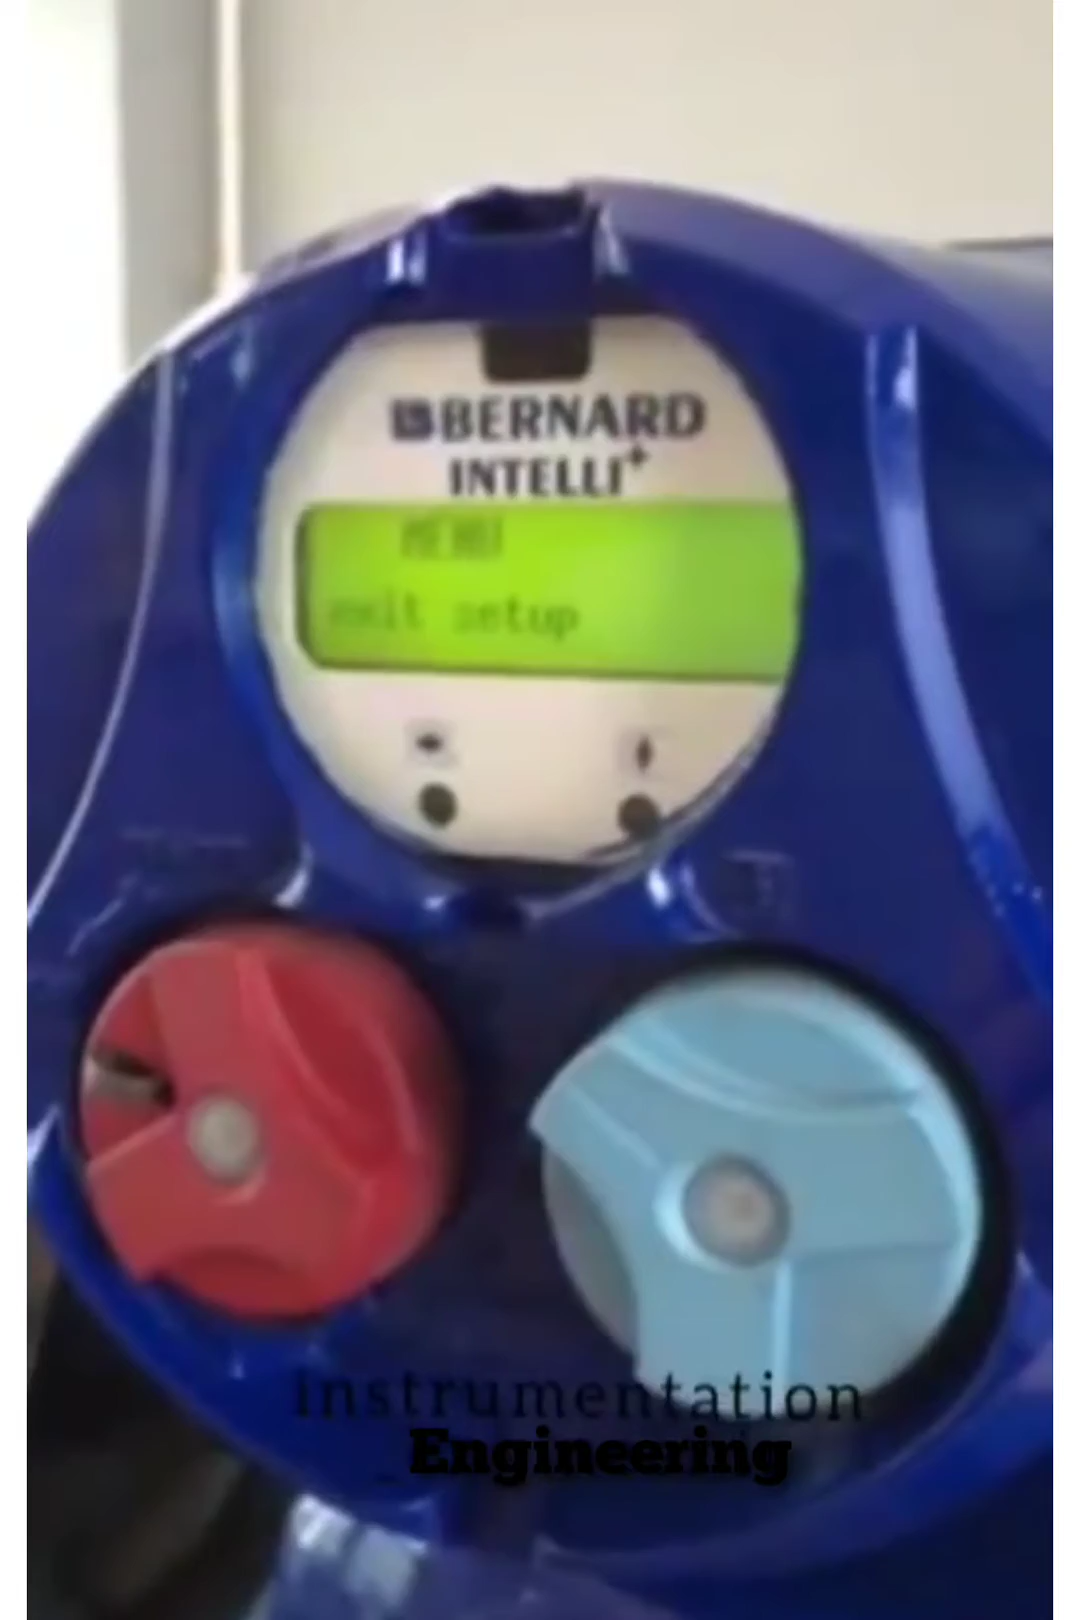 BERNARD
INTELLI+
MENU
exit setup
Instrumentation
Engineering